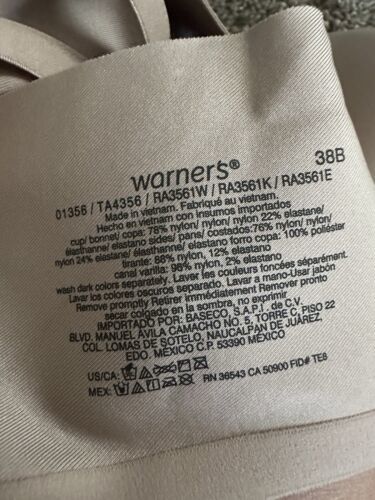 38B
warner's®
01356 / TA4356 / RA3561W / RA3561K / RA3561E
Made in vietnam. Fabriqué au vietnam.
Hecho en vietnam con insumos importados
cup/ bonnet/ copa: 78% nylon/ nylon 22% elastane/
élasthanne/ elastano sides/ pans/ costados:76% nylon/ nylon/
nylon 24% elastane/ élasthanne/ elastano forro copa: 100% poliéster
tirante: 88% nylon, 12% elastano
canal varilla: 98% nylon, 2% elastano
wash dark colors separately. Laver les couleurs foncées séparément.
Lavar los colores oscuros separado. Lavar a mano-Usar jabón
Remove promptly Retirer immédiatement Remover pronto
secar colgado en la sombra, no exprimir
IMPORTADO POR: BASECO, S.A.P.I de C.V.
BLVD. MANUEL ÁVILA CAMACHO NO. 5, TORRE C, PISO 22
COL. LOMAS DE SOTELO, NAUCALPAN DE JUÁREZ,
EDO. MÉXICO C.P. 53390 MÉXICO
US/CA:
MEX: RN 36543 CA 50900 FID# TE8